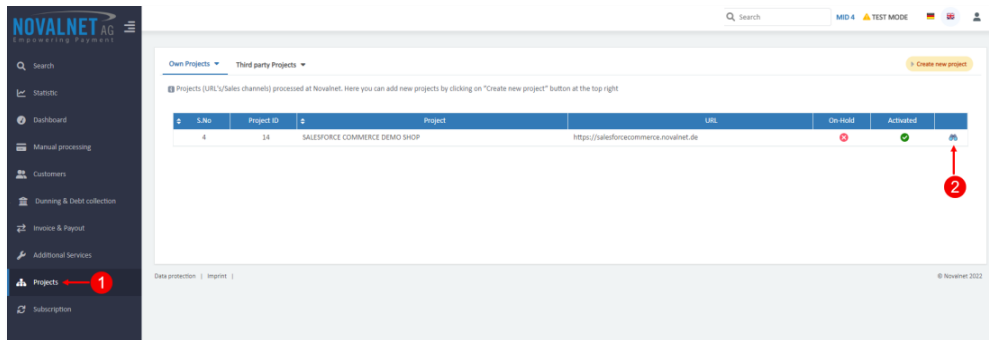 NOVALNET AG
Empowering Payment
Search
MID 4
TEST MODE
Search
Statistic
Dashboard
Manual processing
Customers
Dunning & Debt collection
Invoice & Payout
Additional Services
Projects
1
Subscription
Own Projects
Third party Projects
> Create new project
Projects (URL's/Sales channels) processed at Novalnet. Here you can add new projects by clicking on "Create new project" button at the top right
S.No Project ID Project URL On-Hold Activated
4 14 SALESFORCE COMMERCE DEMO SHOP https://salesforcecommerce.novalnet.de
2
Data protection | Imprint |
© Novalnet 2022